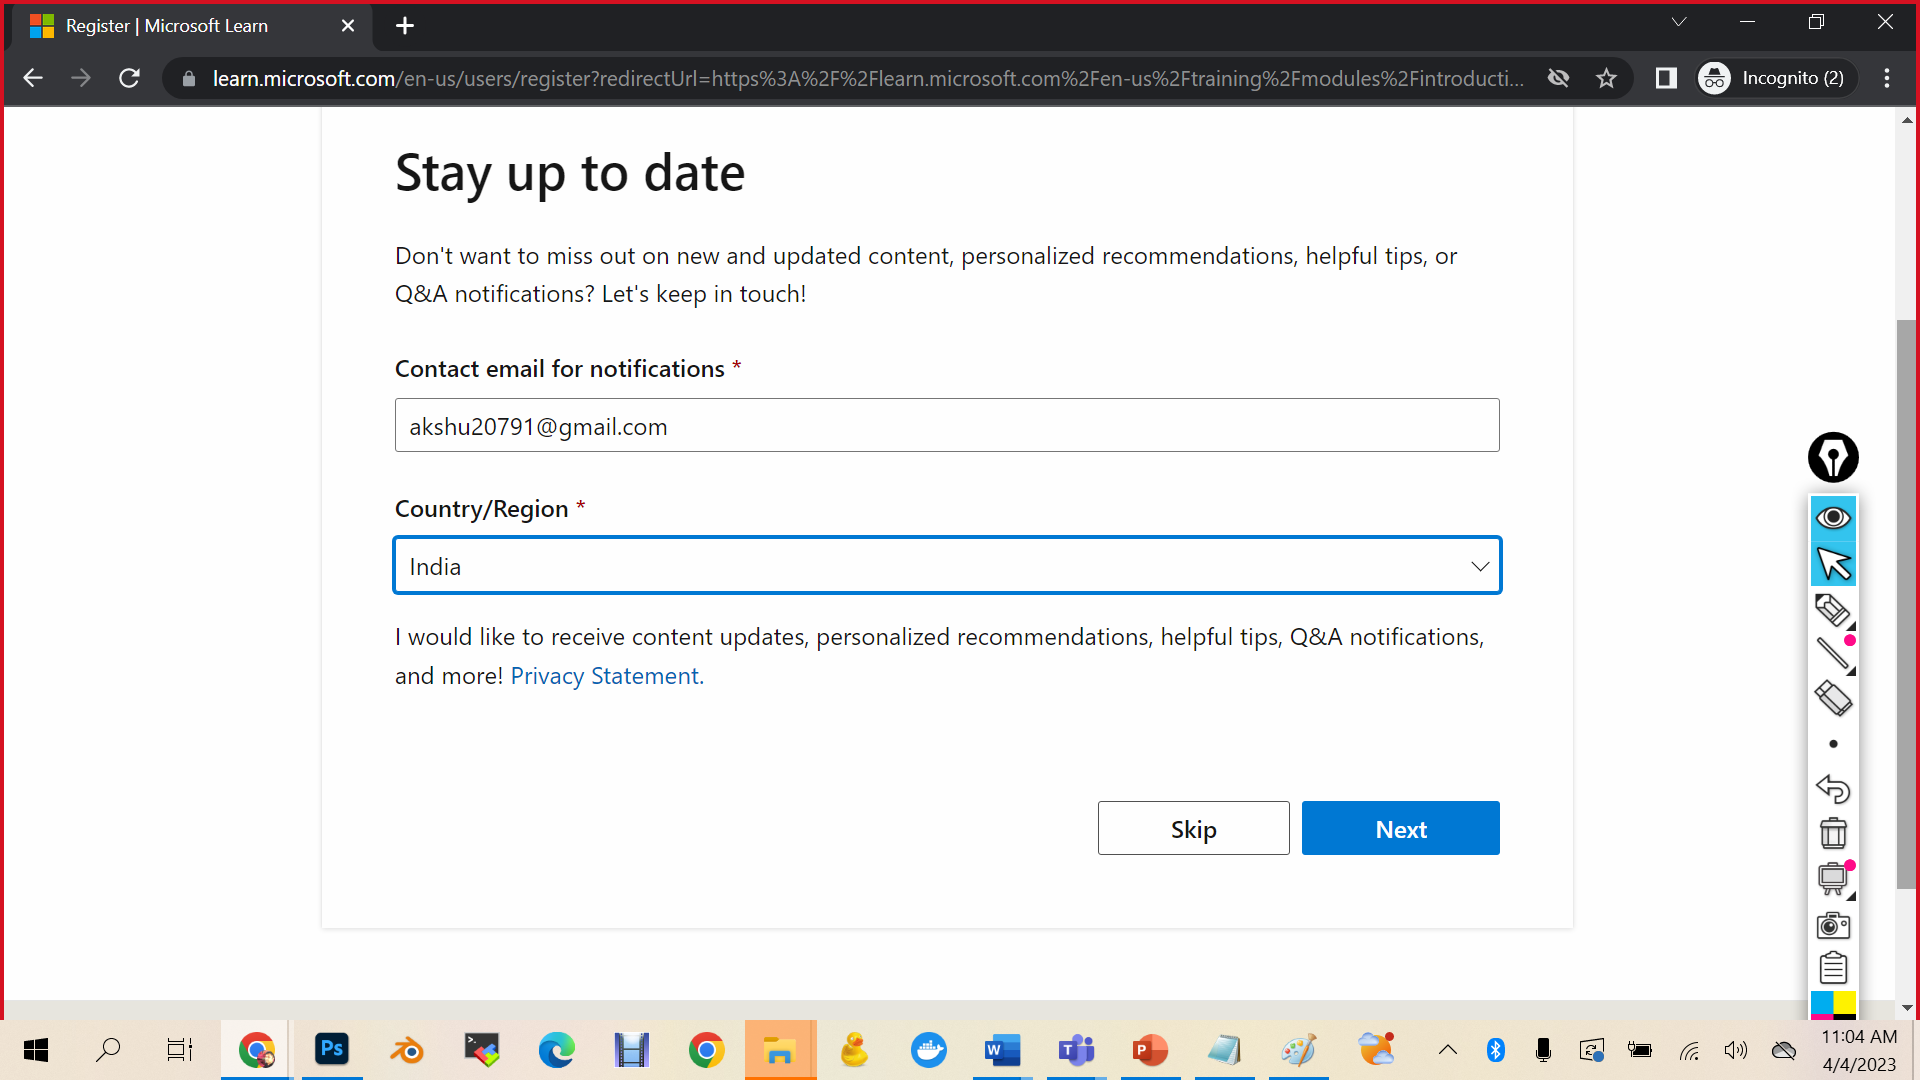 Register | Microsoft Learn
learn.microsoft.com/en-us/users/register?redirectUrl=https%3A%2F%2Flearn.microsoft.com%2Fen-us%2Ftraining%2Fmodules%2Fintroducti...
Incognito (2)
Stay up to date
Don't want to miss out on new and updated content, personalized recommendations, helpful tips, or
Q&A notifications? Let's keep in touch!
Contact email for notifications *
akshu20791@gmail.com
Country/Region *
India
I would like to receive content updates, personalized recommendations, helpful tips, Q&A notifications,
and more! Privacy Statement.
Skip
Next
Ps
W
T
P
11:04 AM
4/4/2023